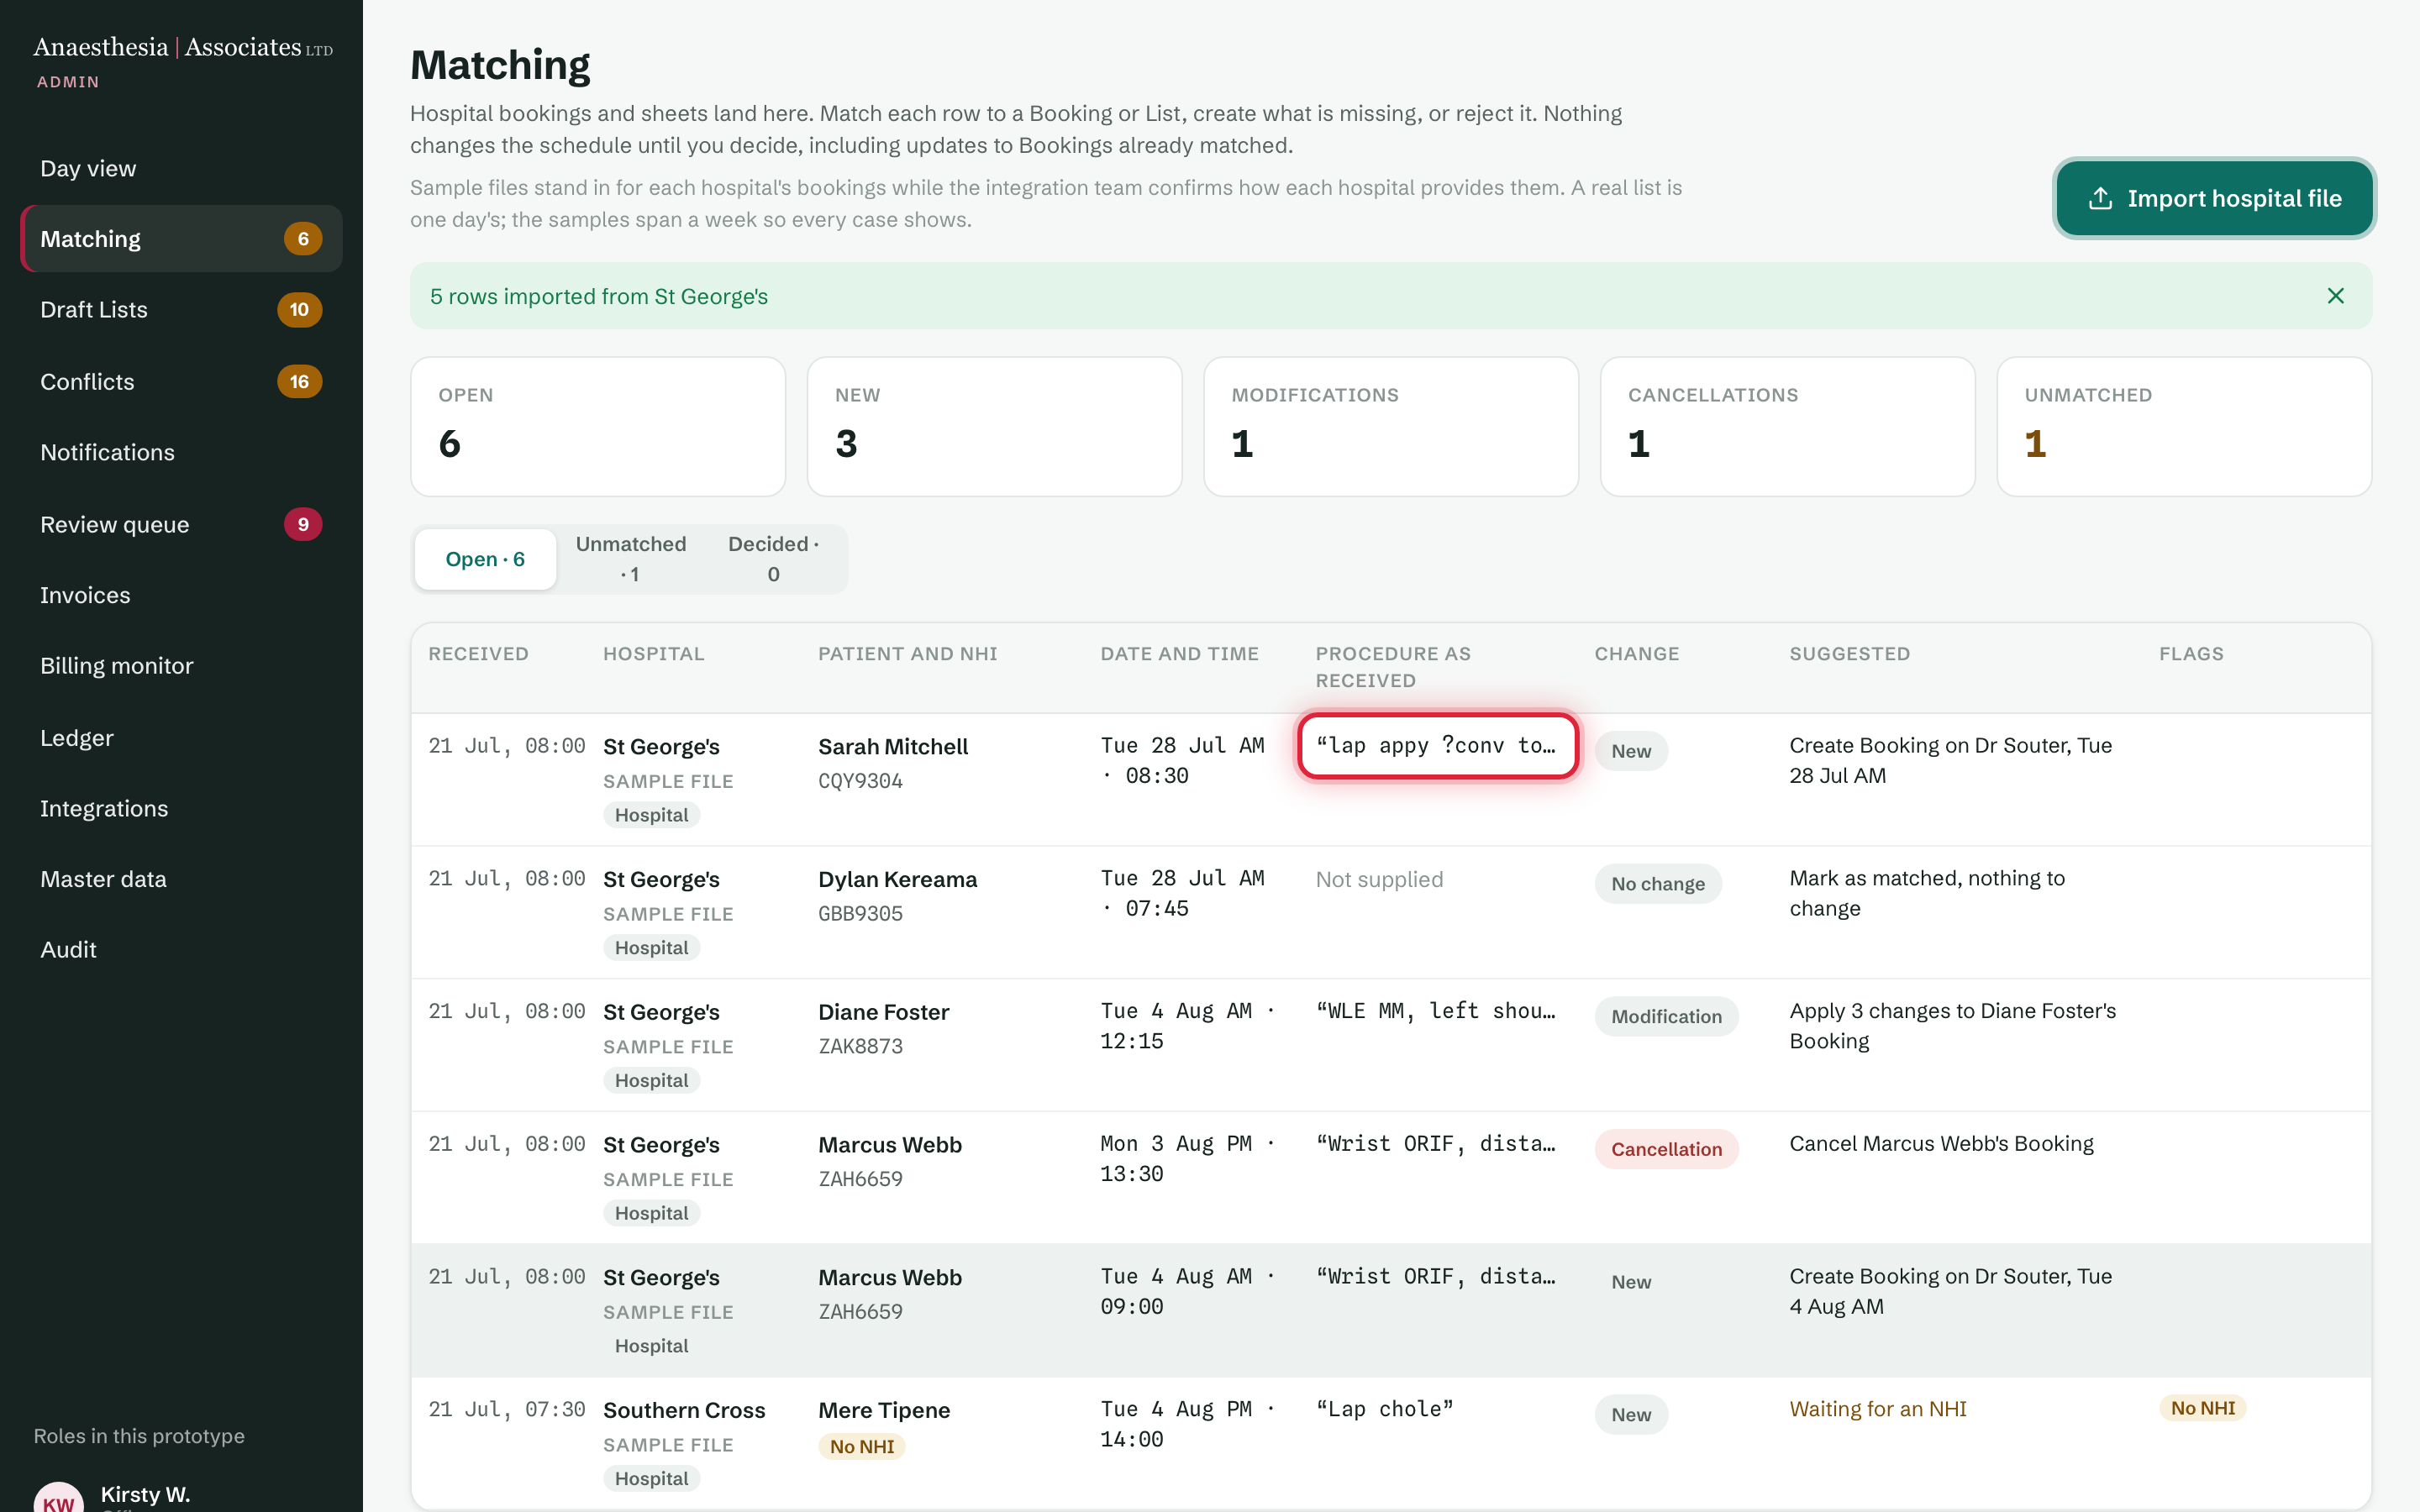 Anaesthesia | Associates LTD
ADMIN
Day view
Matching 6
Draft Lists 10
Conflicts 16
Notifications
Review queue 9
Invoices
Billing monitor
Ledger
Integrations
Master data
Audit
Roles in this prototype
KW Kirsty W.
Matching
Hospital bookings and sheets land here. Match each row to a Booking or List, create what is missing, or reject it. Nothing
changes the schedule until you decide, including updates to Bookings already matched.
Sample files stand in for each hospital's bookings while the integration team confirms how each hospital provides them. A real list is
one day's; the samples span a week so every case shows.
Import hospital file
5 rows imported from St George's
OPEN
6
NEW
3
MODIFICATIONS
1
CANCELLATIONS
1
UNMATCHED
1
Open · 6
Unmatched
· 1
Decided ·
0
RECEIVED HOSPITAL PATIENT AND NHI DATE AND TIME PROCEDURE AS CHANGE SUGGESTED FLAGS
RECEIVED
21 Jul, 08:00 St George's Sarah Mitchell Tue 28 Jul AM “lap appy ?conv to… New Create Booking on Dr Souter, Tue
SAMPLE FILE CQY9304 · 08:30 28 Jul AM
Hospital
21 Jul, 08:00 St George's Dylan Kereama Tue 28 Jul AM Not supplied No change Mark as matched, nothing to
SAMPLE FILE GBB9305 · 07:45 change
Hospital
21 Jul, 08:00 St George's Diane Foster Tue 4 Aug AM · “WLE MM, left shou… Modification Apply 3 changes to Diane Foster's
SAMPLE FILE ZAK8873 12:15 Booking
Hospital
21 Jul, 08:00 St George's Marcus Webb Mon 3 Aug PM · “Wrist ORIF, dista… Cancellation Cancel Marcus Webb's Booking
SAMPLE FILE ZAH6659 13:30
Hospital
21 Jul, 08:00 St George's Marcus Webb Tue 4 Aug AM · “Wrist ORIF, dista… New Create Booking on Dr Souter, Tue
SAMPLE FILE ZAH6659 09:00 4 Aug AM
Hospital
21 Jul, 07:30 Southern Cross Mere Tipene Tue 4 Aug PM · “Lap chole” New Waiting for an NHI No NHI
SAMPLE FILE No NHI 14:00
Hospital